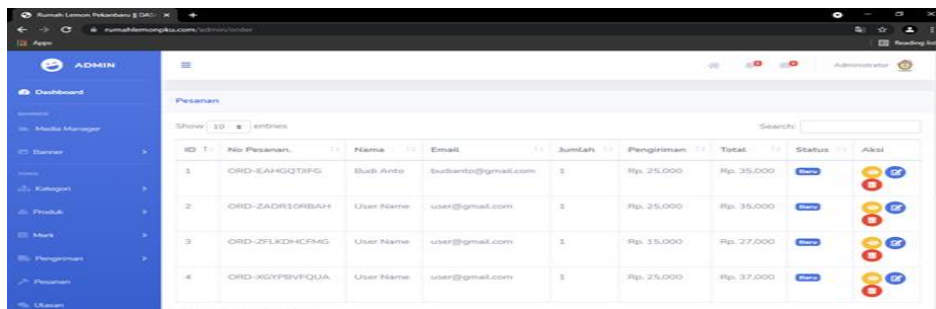 Rumah Lemon Pekanbaru || DAS
rumahlemonpku.com/admin/order
Apps
Reading list
ADMIN
Administrator
Dashboard
Media Manager
Banner
Kategori
Produk
Merk
Pengiriman
Pesanan
Ulasan
Pesanan
Show 10 entries
Search:
ID No Pesanan. Nama Email Jumlah Pengiriman Total Status Aksi
1 Budi Anto budianto@gmail.com 1 Rp. 25,000 Rp. 35,000 Baru
2 ORD-ZADR10RBAH User Name user@gmail.com 1 Rp. 25,000 Rp. 35,000 Baru
3 ORD-ZFLKDHCFMG User Name user@gmail.com 1 Rp. 15,000 Rp. 27,000 Baru
4 ORD-XGYPBVFQUA User Name user@gmail.com 1 Rp. 25,000 Rp. 37,000 Baru